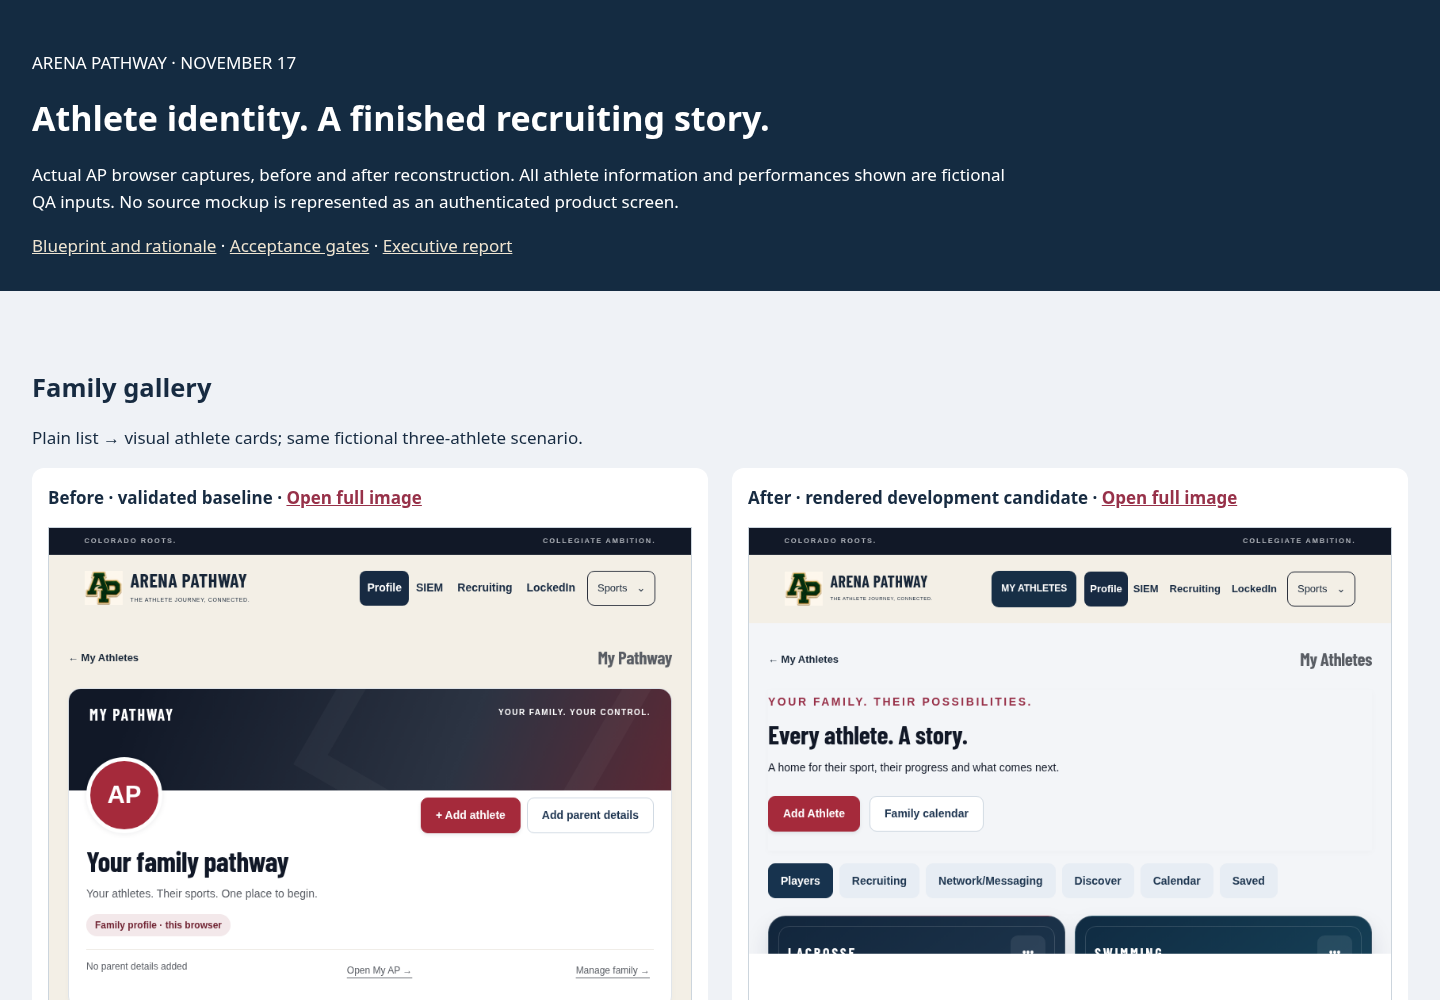 ARENA PATHWAY · NOVEMBER 17
Athlete identity. A finished recruiting story.
Actual AP browser captures, before and after reconstruction. All athlete information and performances shown are fictional
QA inputs. No source mockup is represented as an authenticated product screen.
Blueprint and rationale · Acceptance gates · Executive report
Family gallery
Plain list → visual athlete cards; same fictional three-athlete scenario.
Before · validated baseline · Open full image
COLORADO ROOTS. COLLEGIATE AMBITION.
AP ARENA PATHWAY
THE ATHLETE JOURNEY, CONNECTED.
Profile SIEM Recruiting LockedIn Sports
← My Athletes My Pathway
MY PATHWAY YOUR FAMILY. YOUR CONTROL.
AP
+ Add athlete Add parent details
Your family pathway
Your athletes. Their sports. One place to begin.
Family profile · this browser
No parent details added Open My AP → Manage family →
After · rendered development candidate · Open full image
COLORADO ROOTS. COLLEGIATE AMBITION.
AP ARENA PATHWAY
THE ATHLETE JOURNEY, CONNECTED.
MY ATHLETES Profile SIEM Recruiting LockedIn Sports
← My Athletes My Athletes
YOUR FAMILY. THEIR POSSIBILITIES.
Every athlete. A story.
A home for their sport, their progress and what comes next.
Add Athlete Family calendar
Players Recruiting Network/Messaging Discover Calendar Saved
LACROSSE SWIMMING